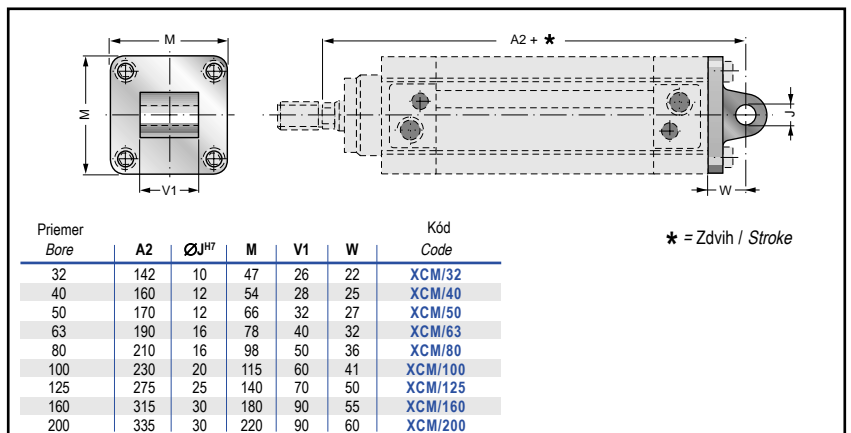 M
A2 + *
M
J
V1
W
* = Zdvih / Stroke
Priemer Kód
Bore A2 ØJH7 M V1 W Code
32 142 10 47 26 22 XCM/32
40 160 12 54 28 25 XCM/40
50 170 12 66 32 27 XCM/50
63 190 16 78 40 32 XCM/63
80 210 16 98 50 36 XCM/80
100 230 20 115 60 41 XCM/100
125 275 25 140 70 50 XCM/125
160 315 30 180 90 55 XCM/160
200 335 30 220 90 60 XCM/200